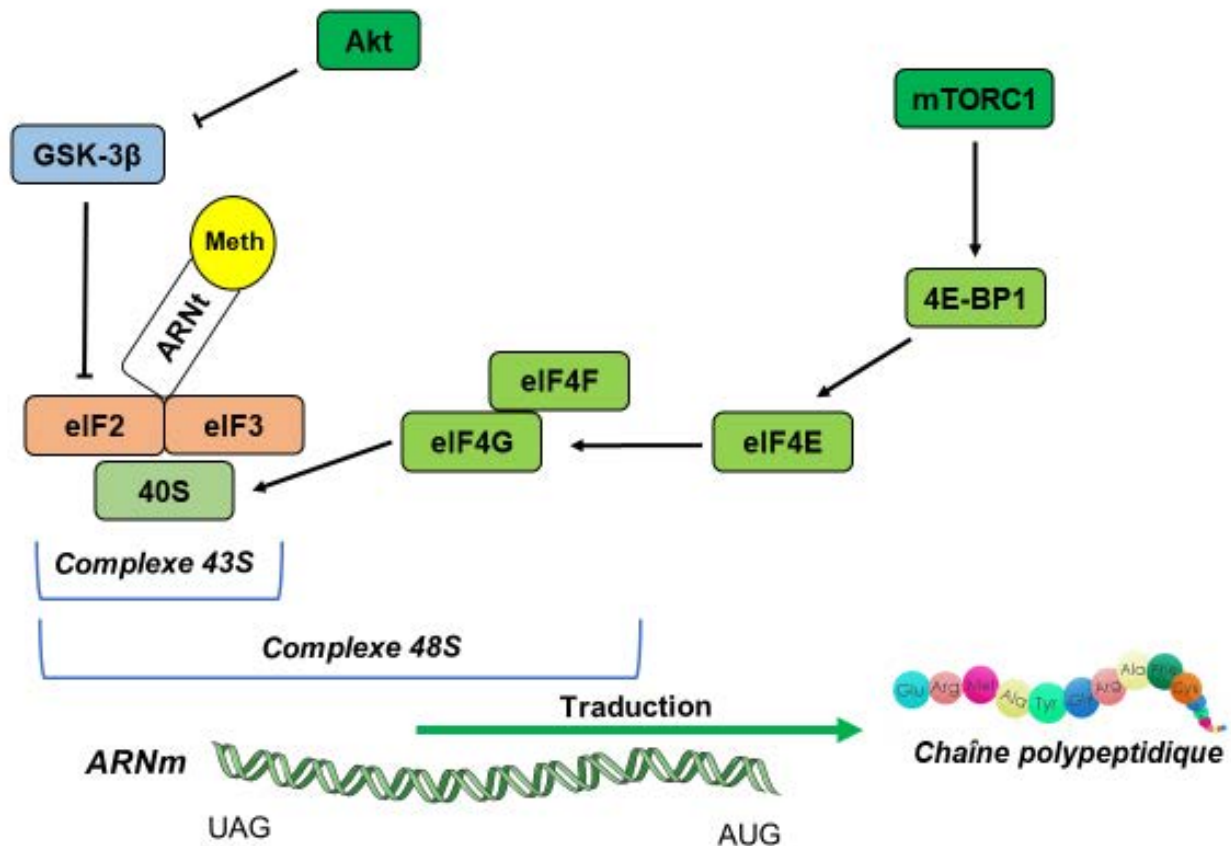 Akt
mTORC1
GSK-3β
Meth
ARNt
4E-BP1
eIF4F
eIF2
eIF3
eIF4G
eIF4E
40S
Complexe 43S
Complexe 48S
Glu Arg Met Ala Tyr Arg Ala Phe Cys
Traduction
Chaîne polypeptidique
ARNm
UAG
AUG